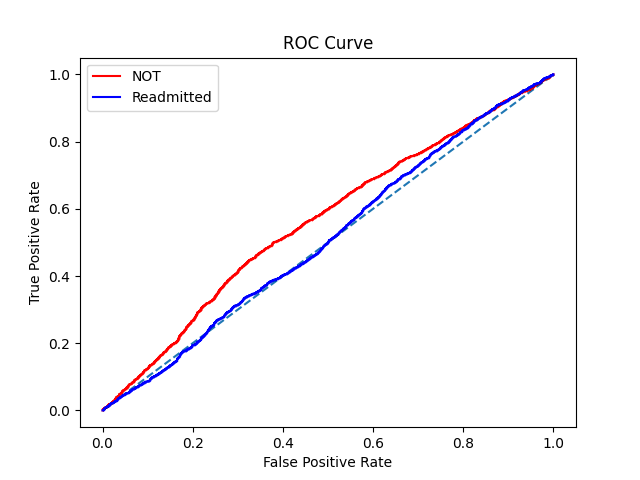 ROC Curve
NOT
Readmitted
1.0
0.8
0.6
0.4
0.2
0.0
True Positive Rate
0.0 0.2 0.4 0.6 0.8 1.0
False Positive Rate